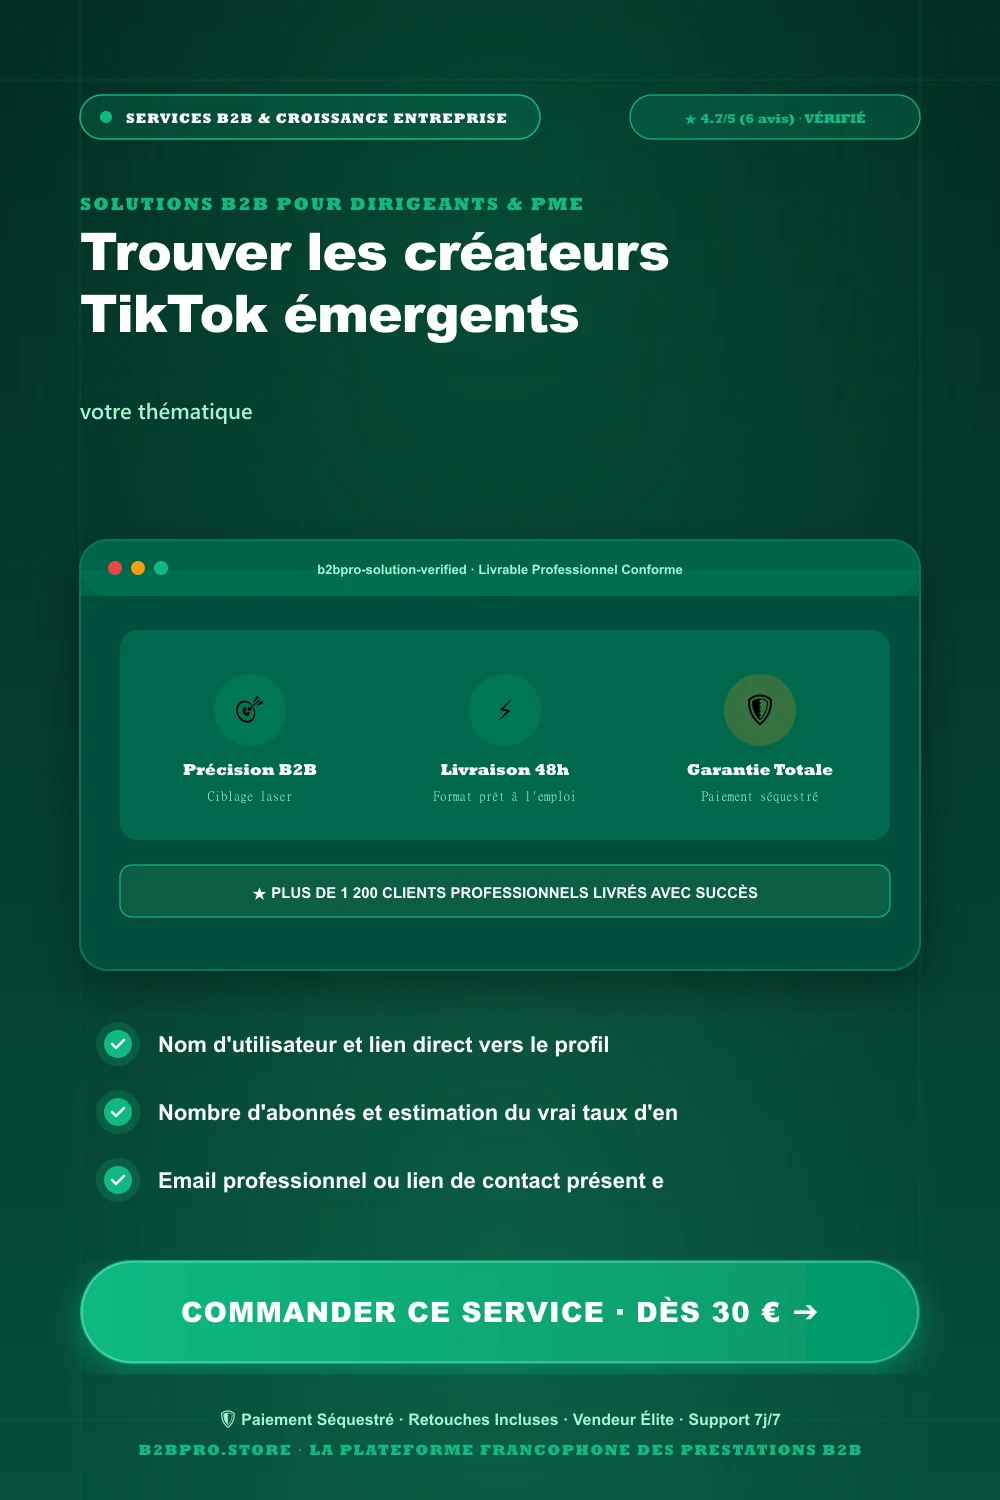 SERVICES B2B & CROISSANCE ENTREPRISE
★ 4.7/5 (6 avis) · VÉRIFIÉ
SOLUTIONS B2B POUR DIRIGEANTS & PME
Trouver les créateurs
TikTok émergents
votre thématique
b2bpro-solution-verified · Livrable Professionnel Conforme
Précision B2B
Ciblage laser
Livraison 48h
Format prêt à l'emploi
Garantie Totale
Paiement séquestré
★ PLUS DE 1 200 CLIENTS PROFESSIONNELS LIVRÉS AVEC SUCCÈS
Nom d'utilisateur et lien direct vers le profil
Nombre d'abonnés et estimation du vrai taux d'en
Email professionnel ou lien de contact présent e
COMMANDER CE SERVICE · DÈS 30 € →
Paiement Séquestré · Retouches Incluses · Vendeur Élite · Support 7j/7
B2BPRO.STORE · LA PLATEFORME FRANCOPHONE DES PRESTATIONS B2B